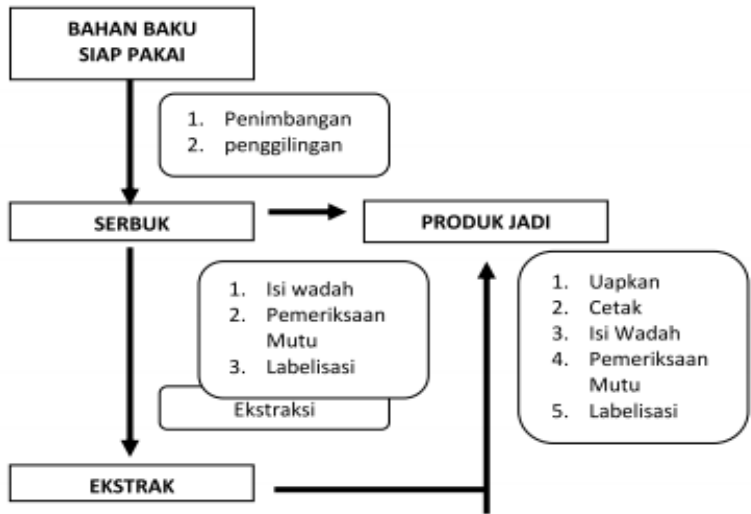 BAHAN BAKU
SIAP PAKAI
1. Penimbangan
2. penggilingan
SERBUK
PRODUK JADI
1. Isi wadah
2. Pemeriksaan
Mutu
3. Labelisasi
Ekstraksi
1. Uapkan
2. Cetak
3. Isi Wadah
4. Pemeriksaan
Mutu
5. Labelisasi
EKSTRAK